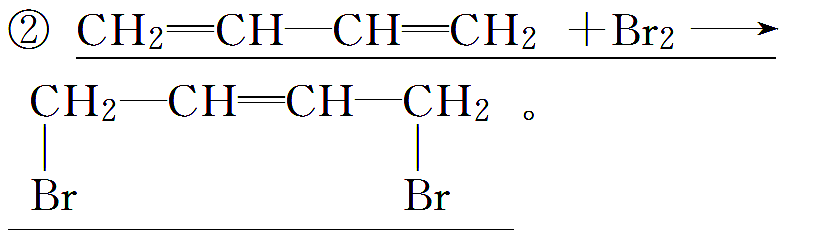 ② CH₂═CH—CH═CH₂ +Br₂ ⟶
CH₂—CH═CH—CH₂ 。
| |
Br Br